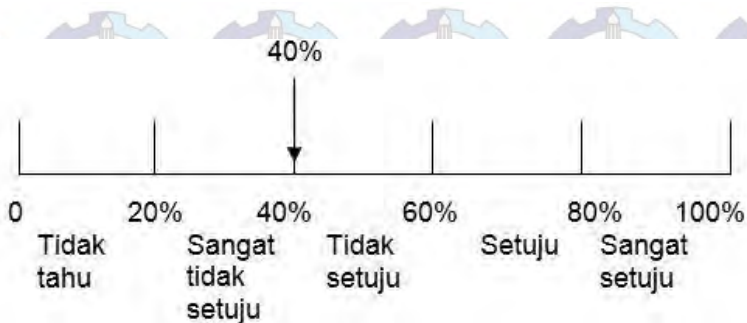 40%
0 20% 40% 60% 80% 100%
Tidak Sangat Tidak Setuju Sangat
tahu tidak setuju setuju
setuju